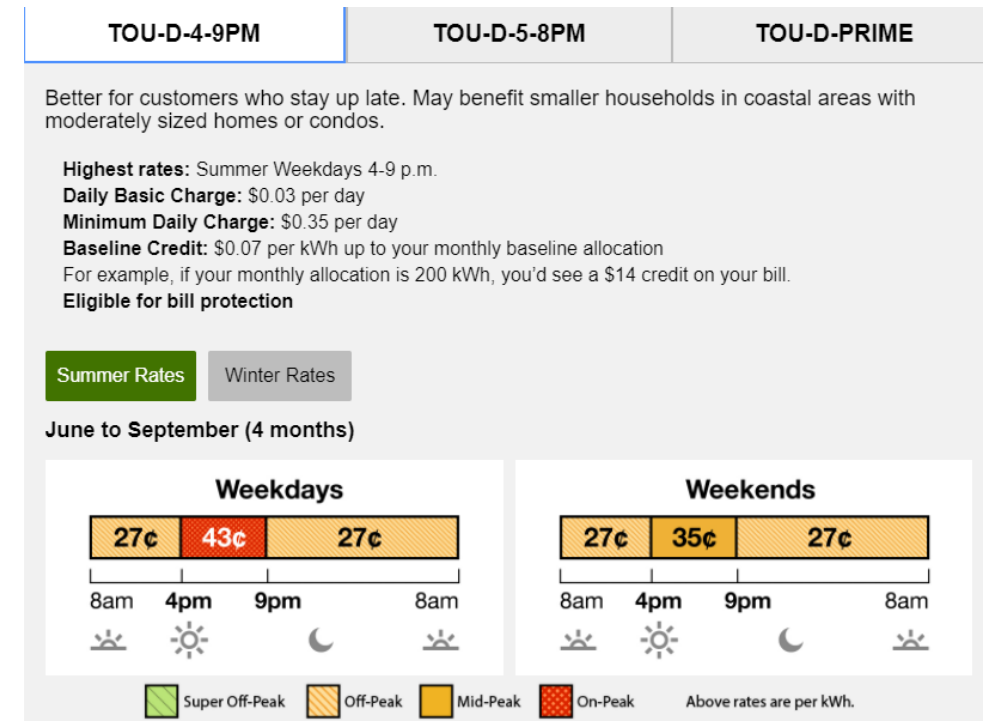 TOU-D-4-9PM TOU-D-5-8PM TOU-D-PRIME
Better for customers who stay up late. May benefit smaller households in coastal areas with
moderately sized homes or condos.
Highest rates: Summer Weekdays 4-9 p.m.
Daily Basic Charge: $0.03 per day
Minimum Daily Charge: $0.35 per day
Baseline Credit: $0.07 per kWh up to your monthly baseline allocation
For example, if your monthly allocation is 200 kWh, you'd see a $14 credit on your bill.
Eligible for bill protection
Summer Rates Winter Rates
June to September (4 months)
Weekdays
27¢ 43¢ 27¢
8am 4pm 9pm 8am
Weekends
27¢ 35¢ 27¢
8am 4pm 9pm 8am
Super Off-Peak Off-Peak Mid-Peak On-Peak Above rates are per kWh.